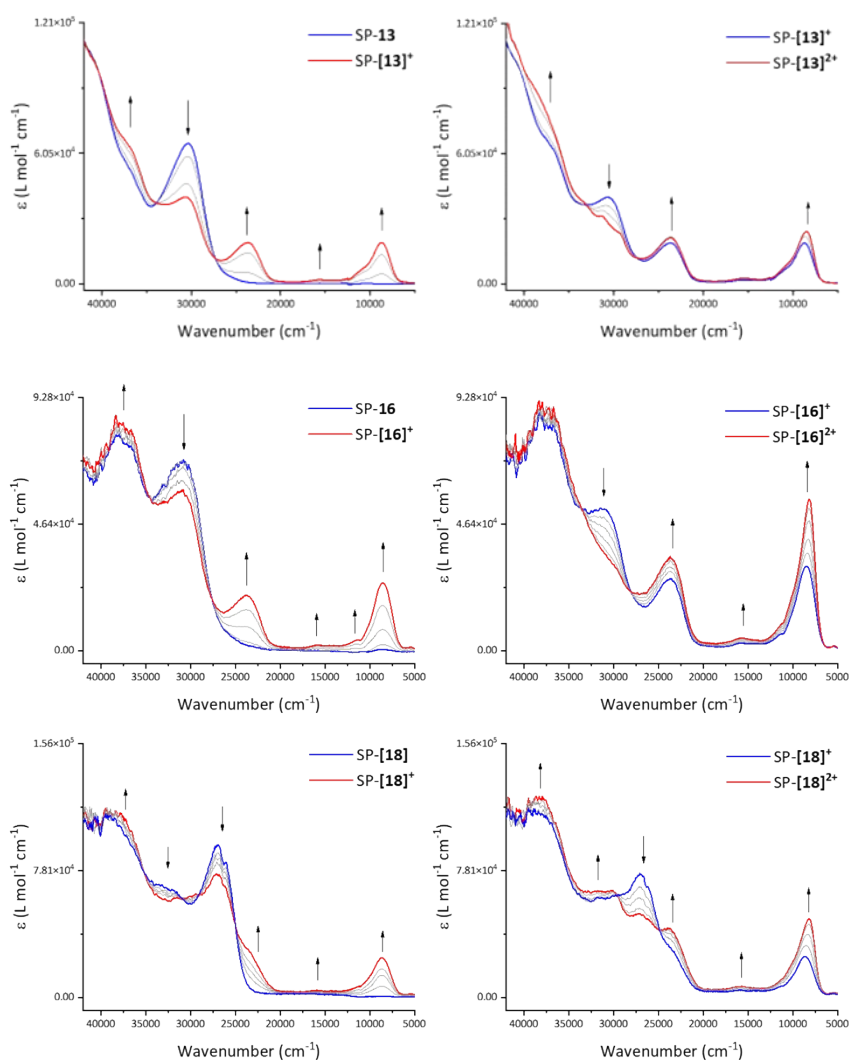 1.21×10⁵
SP-13
SP-[13]⁺
6.05×10⁴
0.00
ε (L mol⁻¹ cm⁻¹)
40000 30000 20000 10000
Wavenumber (cm⁻¹)
1.21×10⁵
SP-[13]⁺
SP-[13]²⁺
6.05×10⁴
0.00
ε (L mol⁻¹ cm⁻¹)
40000 30000 20000 10000
Wavenumber (cm⁻¹)
9.28×10⁴
SP-16
SP-[16]⁺
4.64×10⁴
0.00
ε (L mol⁻¹ cm⁻¹)
40000 35000 30000 25000 20000 15000 10000 5000
Wavenumber (cm⁻¹)
9.28×10⁴
SP-[16]⁺
SP-[16]²⁺
4.64×10⁴
0.00
ε (L mol⁻¹ cm⁻¹)
40000 35000 30000 25000 20000 15000 10000 5000
Wavenumber (cm⁻¹)
1.56×10⁵
SP-[18]
SP-[18]⁺
7.81×10⁴
0.00
ε (L mol⁻¹ cm⁻¹)
40000 35000 30000 25000 20000 15000 10000 5000
Wavenumber (cm⁻¹)
1.56×10⁵
SP-[18]⁺
SP-[18]²⁺
7.81×10⁴
0.00
ε (L mol⁻¹ cm⁻¹)
40000 35000 30000 25000 20000 15000 10000 5000
Wavenumber (cm⁻¹)